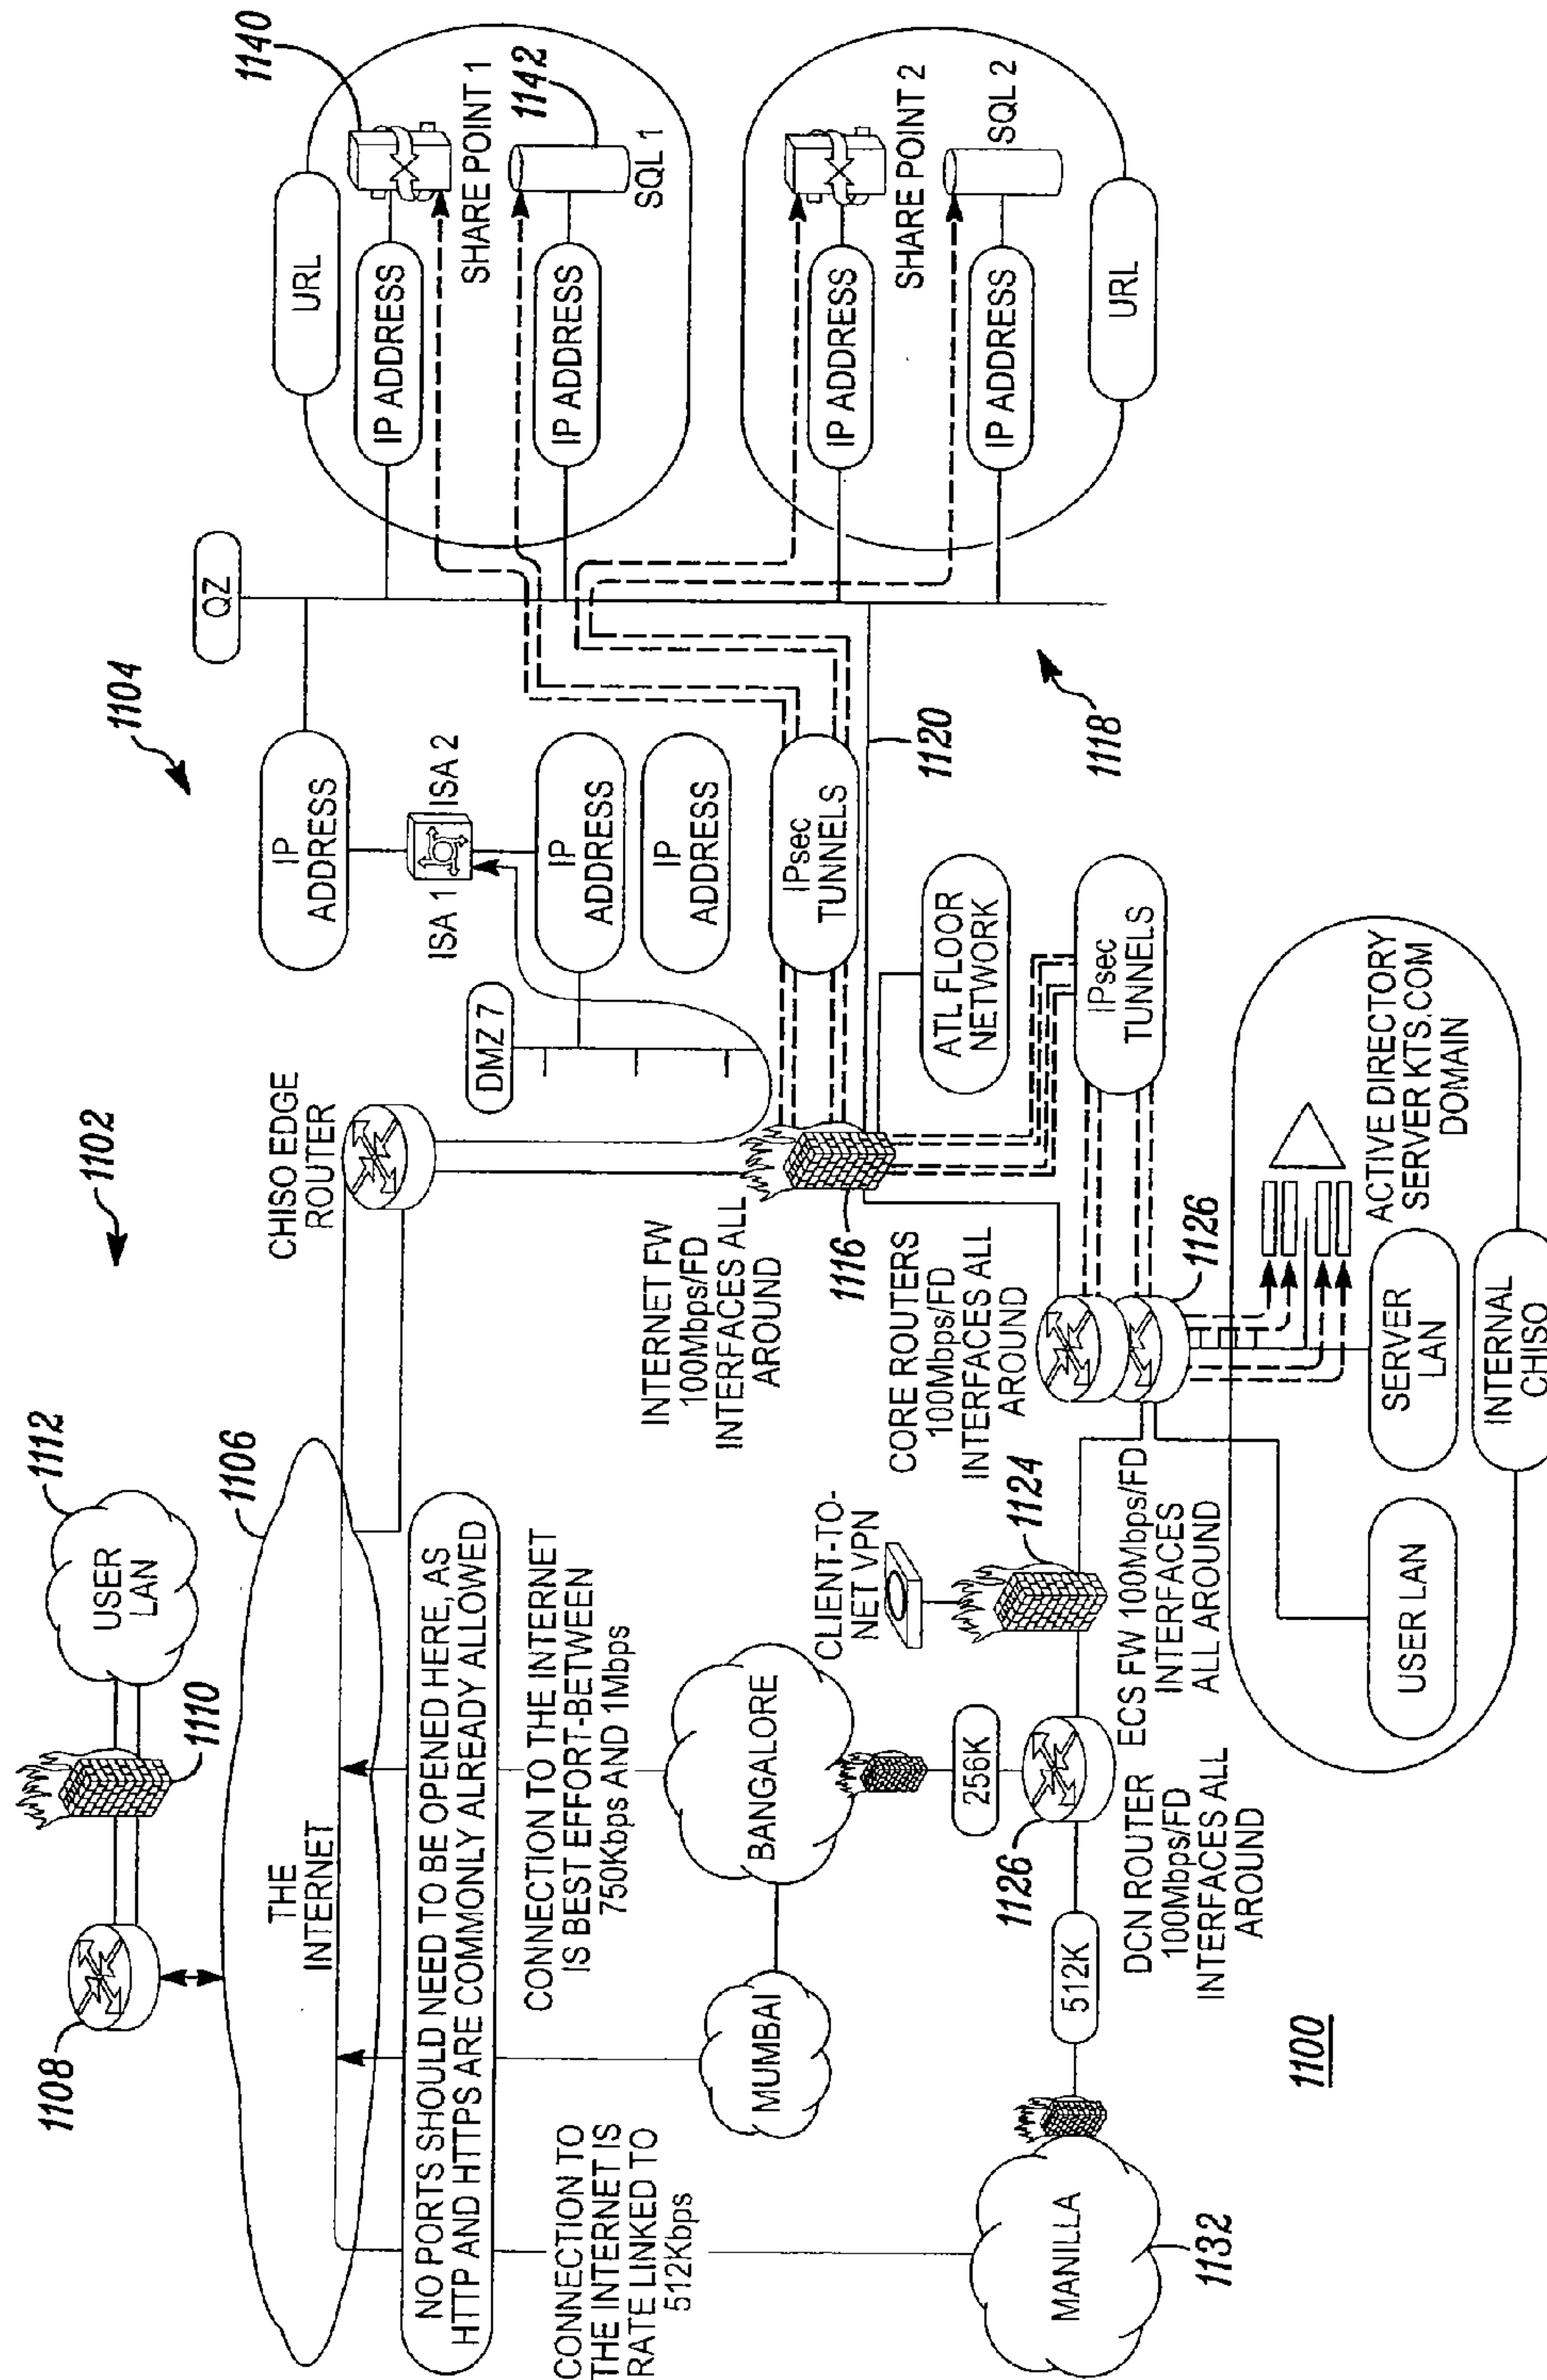 1102
1104
1112
USER
LAN
1110
1108
1106
THE
INTERNET
NO PORTS SHOULD NEED TO BE OPENED HERE, AS
HTTP AND HTTPS ARE COMMONLY ALREADY ALLOWED
CONNECTION TO
THE INTERNET IS
RATE LINKED TO
512Kbps
CONNECTION TO THE INTERNET
IS BEST EFFORT-BETWEEN
750Kbps AND 1Mbps
MUMBAI
BANGALORE
MANILLA
1132
512K
256K
1126
DCN ROUTER
100Mbps/FD
INTERFACES ALL
AROUND
CLIENT-TO-
NET VPN
1124
ECS FW 100Mbps/FD
INTERFACES
ALL AROUND
CHISO EDGE
ROUTER
INTERNET FW
100Mbps/FD
INTERFACES ALL
AROUND
1116
CORE ROUTERS
100Mbps/FD
INTERFACES ALL
AROUND
1126
USER LAN
SERVER
LAN
INTERNAL
CHISO
ACTIVE DIRECTORY
SERVER KTS.COM
DOMAIN
DMZ 7
ISA 1
ISA 2
IP
ADDRESS
IP
ADDRESS
IP
ADDRESS
IPsec
TUNNELS
ATL FLOOR
NETWORK
IPsec
TUNNELS
1120
1118
QZ
URL
IP ADDRESS
SHARE POINT 1
1140
IP ADDRESS
SQL 1
1142
IP ADDRESS
SHARE POINT 2
IP ADDRESS
SQL 2
URL
1100